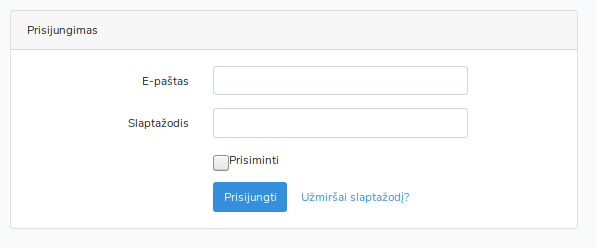 Prisijungimas
E-paštas
Slaptažodis
Prisiminti
Prisijungti Užmiršai slaptažodį?